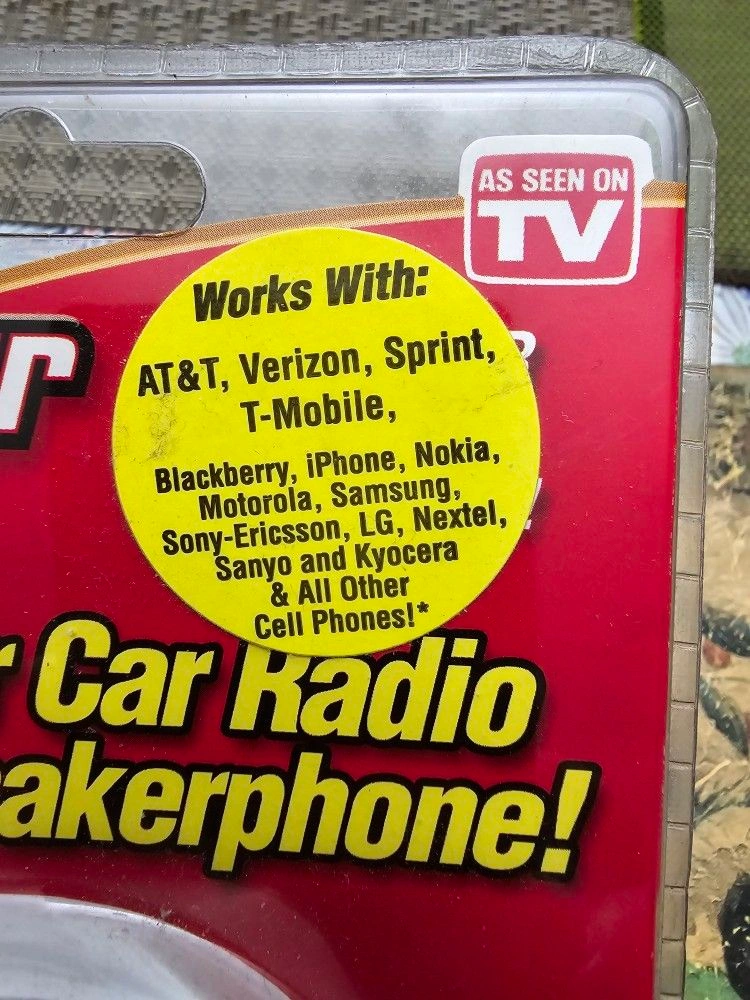 AS SEEN ON
TV
Works With:
AT&T, Verizon, Sprint,
T-Mobile,
Blackberry, iPhone, Nokia,
Motorola, Samsung,
Sony-Ericsson, LG, Nextel,
Sanyo and Kyocera
& All Other
Cell Phones!*
r Car Radio
akerphone!